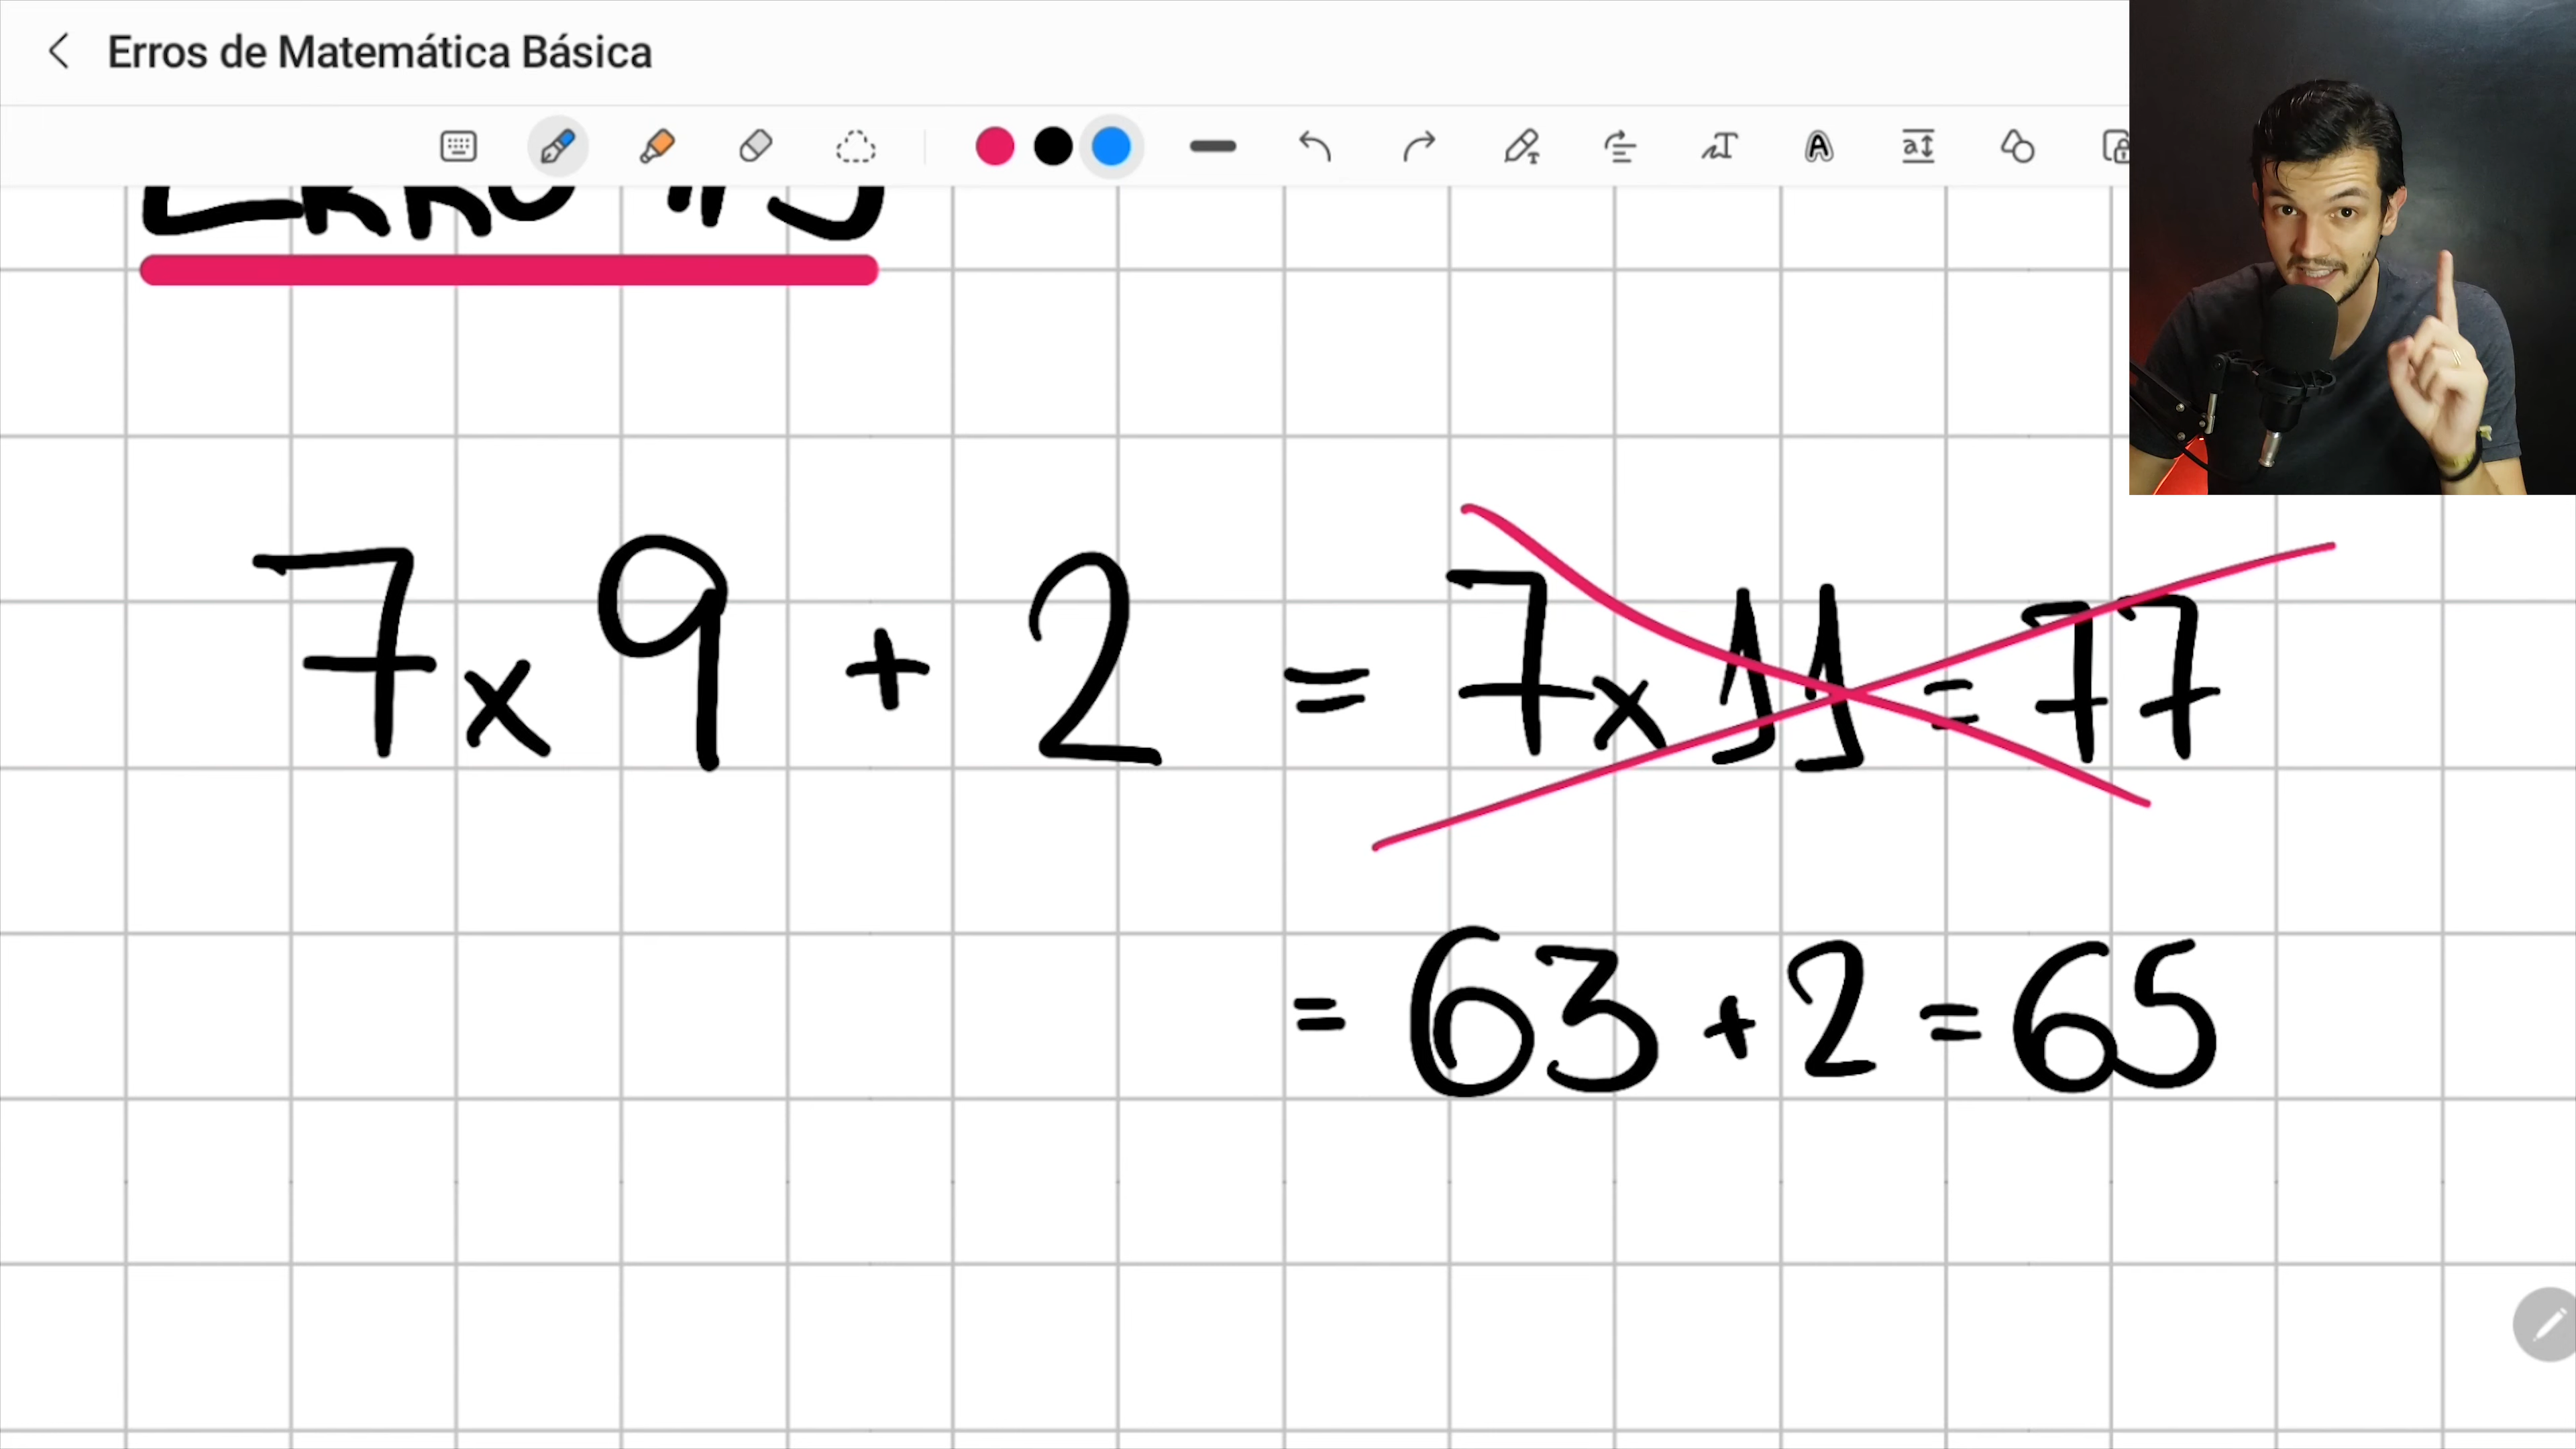 Erros de Matemática Básica
7x9 + 2 = 7x11 = 77
= 63 + 2 = 65